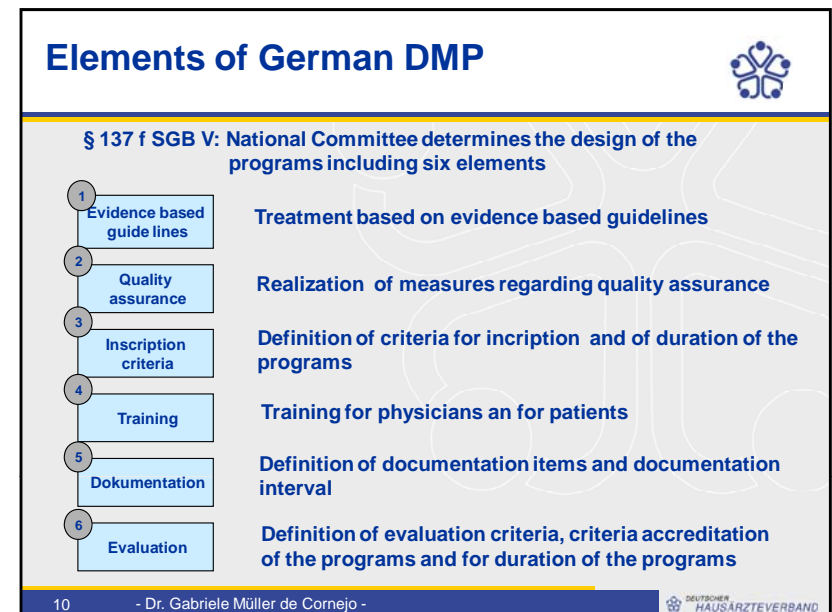 Elements of German DMP
§ 137 f SGB V: National Committee determines the design of the
programs including six elements
1
Evidence based
guide lines
Treatment based on evidence based guidelines
2
Quality
assurance
Realization of measures regarding quality assurance
3
Inscription
criteria
Definition of criteria for incription and of duration of the
programs
4
Training
Training for physicians an for patients
5
Dokumentation
Definition of documentation items and documentation
interval
6
Evaluation
Definition of evaluation criteria, criteria accreditation
of the programs and for duration of the programs
10 - Dr. Gabriele Müller de Cornejo -
DEUTSCHER
HAUSÄRZTEVERBAND